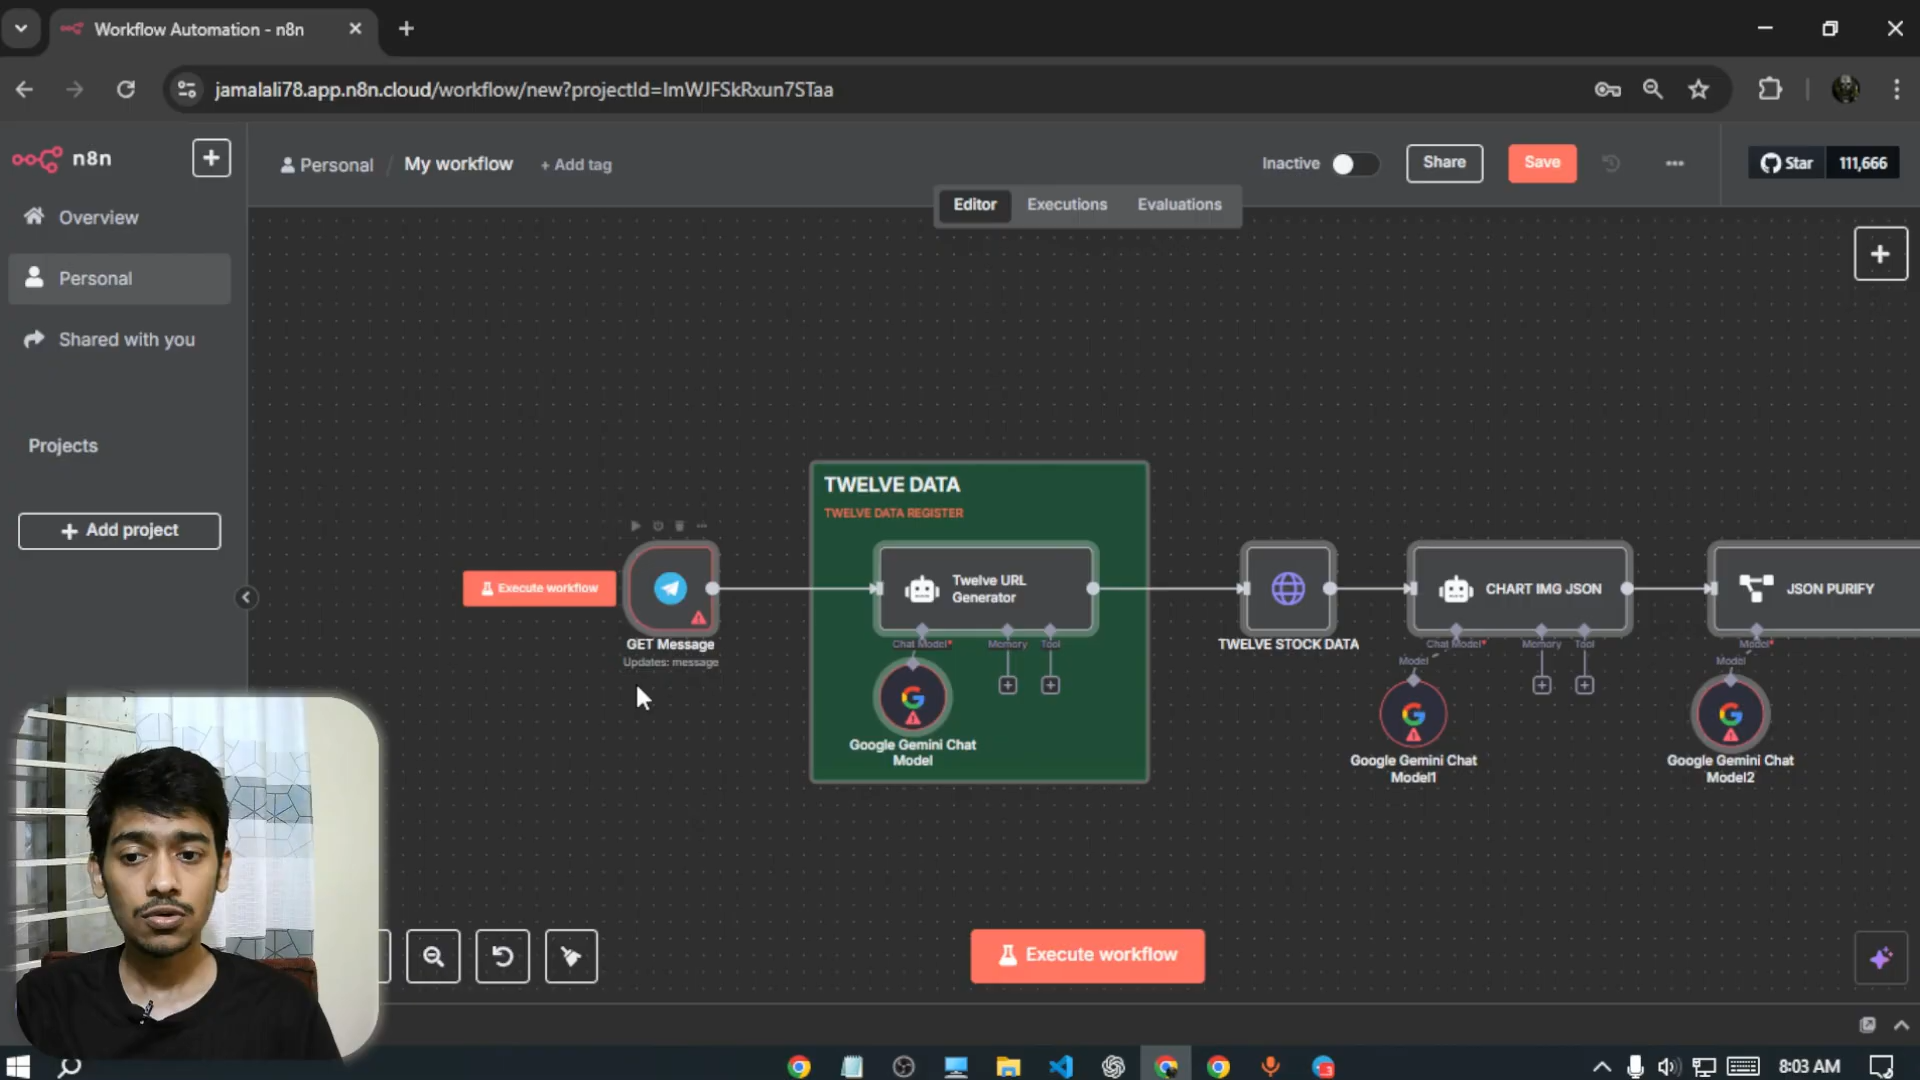 Workflow Automation - n8n
jamalali78.app.n8n.cloud/workflow/new?projectId=ImWJFSkRxun7STaa
n8n
Personal / My workflow + Add tag
Inactive
Share
Save
Star 111,666
Editor Executions Evaluations
Overview
Personal
Shared with you
Projects
+ Add project
TWELVE DATA
TWELVE DATA REGISTER
Execute workflow
GET Message
Updates: message
Twelve URL
Generator
Chat Model*
Memory
Tool
Google Gemini Chat
Model
TWELVE STOCK DATA
CHART IMG JSON
Chat Model*
Memory
Tool
Model
Google Gemini Chat
Model1
JSON PURIFY
Model*
Model
Google Gemini Chat
Model2
Execute workflow
8:03 AM